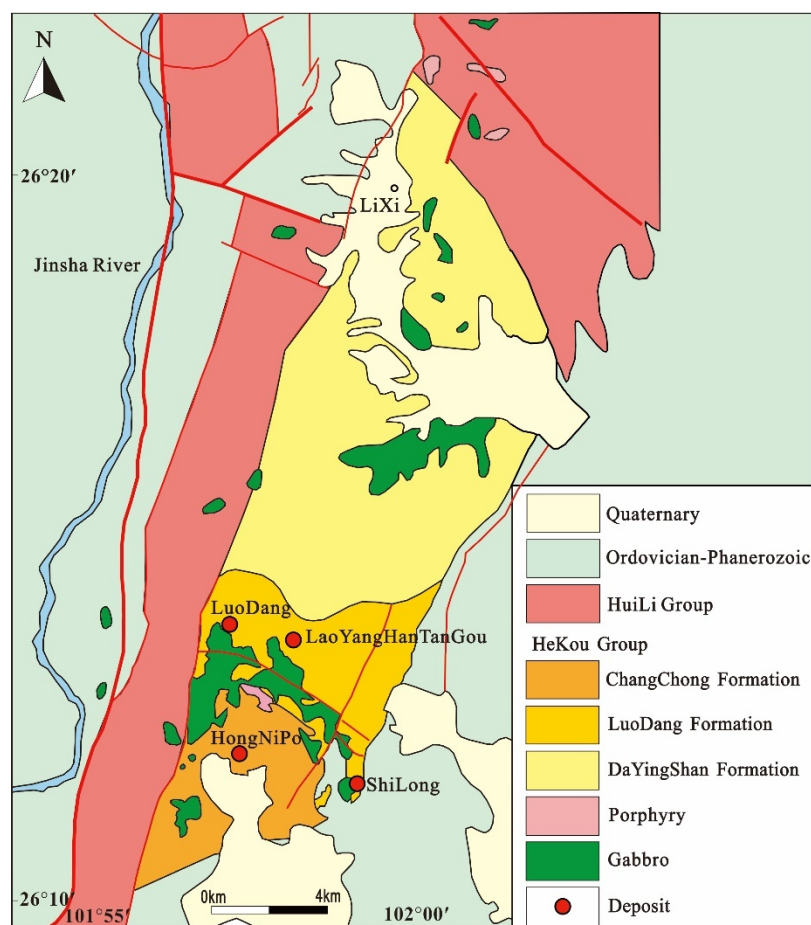 N
26°20′
LiXi
Jinsha River
LuoDang
LaoYangHanTanGou
HongNiPo
ShiLong
26°10′
101°55′
0km
4km
102°00′
Quaternary
Ordovician-Phanerozoic
HuiLi Group
HeKou Group
ChangChong Formation
LuoDang Formation
DaYingShan Formation
Porphyry
Gabbro
Deposit